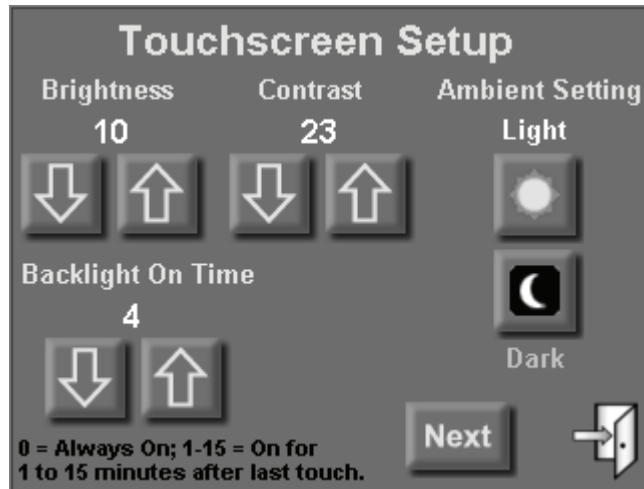 Touchscreen Setup
Brightness Contrast Ambient Setting
10 23 Light
Backlight On Time
4
Dark
0 = Always On; 1-15 = On for
1 to 15 minutes after last touch.
Next